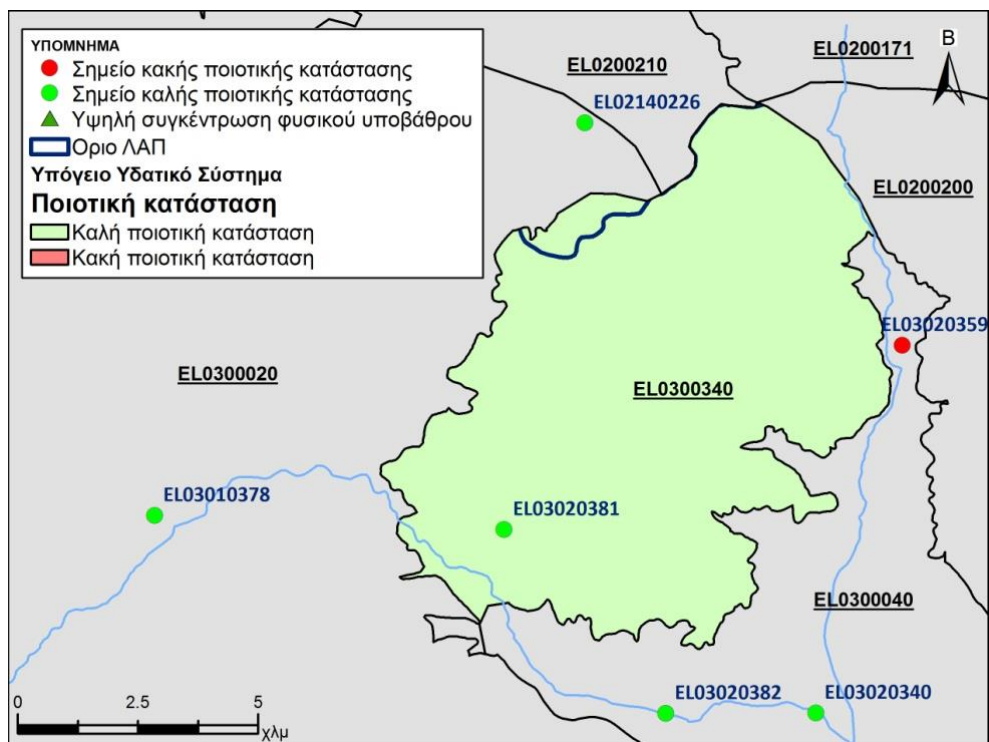 ΥΠΟΜΝΗΜΑ
Σημείο κακής ποιοτικής κατάστασης
Σημείο καλής ποιοτικής κατάστασης
Υψηλή συγκέντρωση φυσικού υποβάθρου
Οριο ΛΑΠ
Υπόγειο Υδατικό Σύστημα
Ποιοτική κατάσταση
Καλή ποιοτική κατάσταση
Κακή ποιοτική κατάσταση
EL0200210
EL0200171
Β
EL02140226
EL0200200
EL03020359
EL0300020
EL0300340
EL03010378
EL03020381
EL0300040
EL03020382
EL03020340
0 2.5 5
χλμ